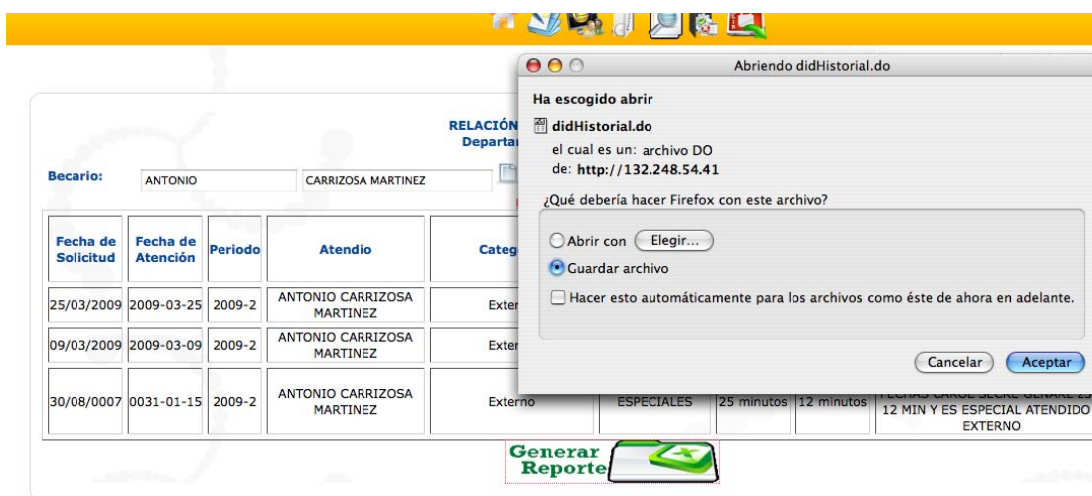 Abriendo didHistorial.do
Ha escogido abrir
didHistorial.do
el cual es un: archivo DO
de: http://132.248.54.41
¿Qué debería hacer Firefox con este archivo?
Abrir con Elegir...
Guardar archivo
Hacer esto automáticamente para los archivos como éste de ahora en adelante.
Cancelar Aceptar
RELACIÓN
Departa
Becario: ANTONIO CARRIZOSA MARTINEZ
Fecha de Solicitud Fecha de Atención Periodo Atendio Categ
25/03/2009 2009-03-25 2009-2 ANTONIO CARRIZOSA MARTINEZ Exter
09/03/2009 2009-03-09 2009-2 ANTONIO CARRIZOSA MARTINEZ Exter
30/08/0007 0031-01-15 2009-2 ANTONIO CARRIZOSA MARTINEZ Externo ESPECIALES 25 minutos 12 minutos
12 MIN Y ES ESPECIAL ATENDIDO
EXTERNO
Generar
Reporte